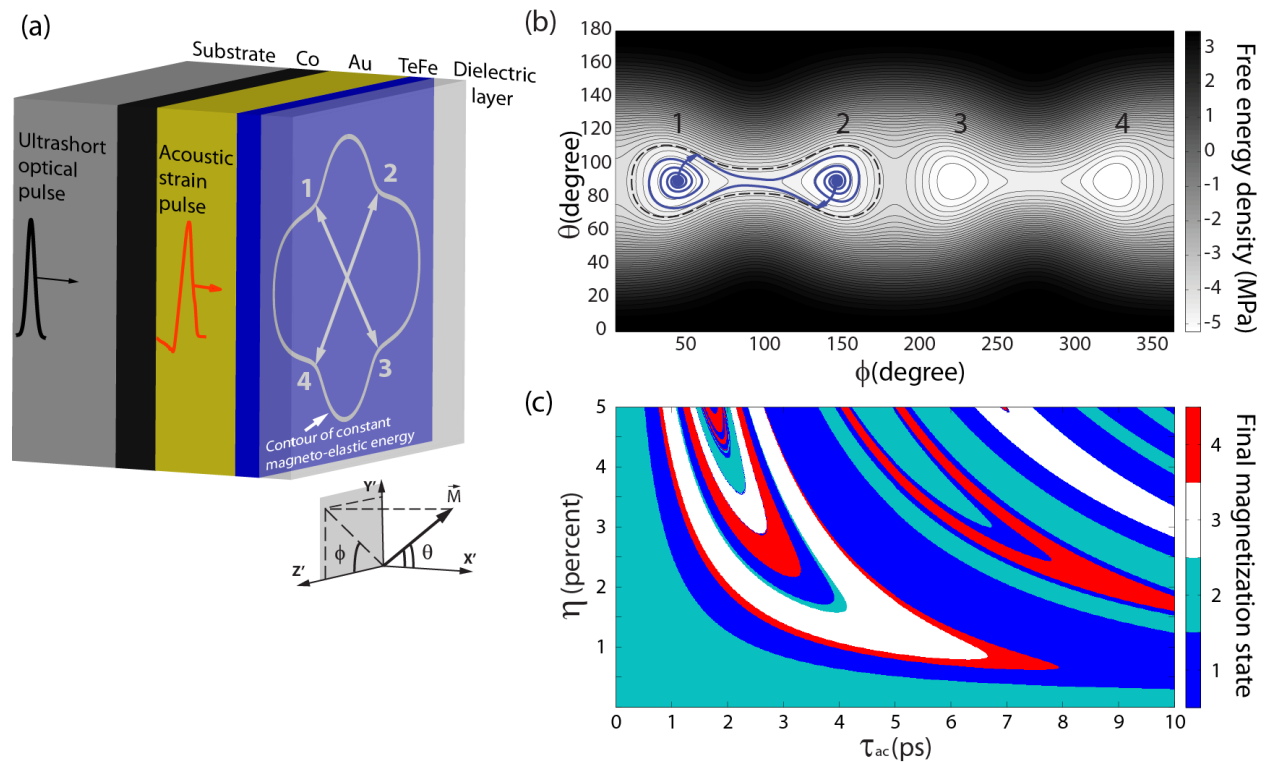 (a)
Substrate Co Au TeFe Dielectric
layer
Ultrashort
optical
pulse
Acoustic
strain
pulse
1 2
4 3
Contour of constant
magneto-elastic energy
Y' M⃗
ϕ θ
Z' X'
(b)
1 2 3 4
θ(degree)
180
160
140
120
100
80
60
40
20
0
50 100 150 200 250 300 350
ϕ(degree)
3
2
1
0
-1
-2
-3
-4
-5
Free energy density (MPa)
(c)
η(percent)
5
4
3
2
1
0 1 2 3 4 5 6 7 8 9 10
τac(ps)
4
3
2
1
Final magnetization state